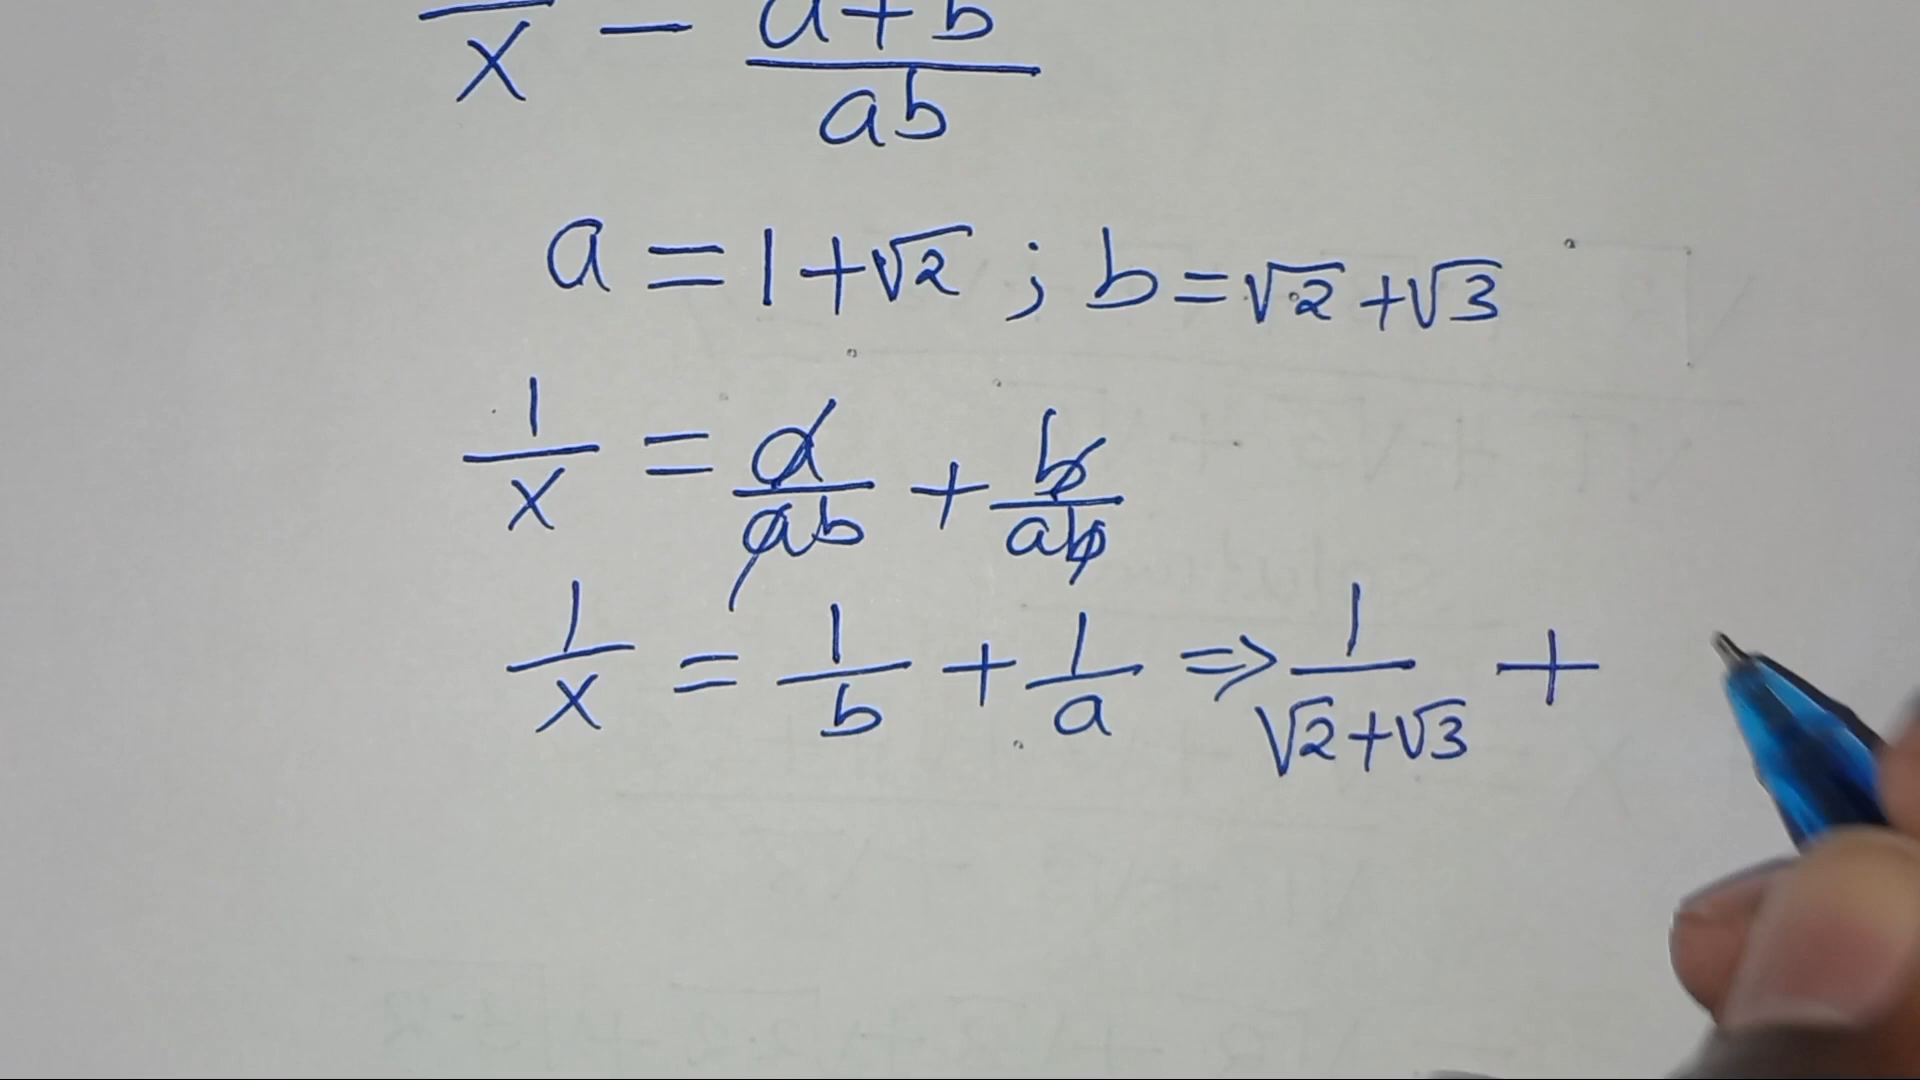 1/x - a+b/ab
a = 1+√2 ; b = √2 + √3
1/x = a/ab + b/ab
1/x = 1/b + 1/a ⇒ 1/√2+√3 +